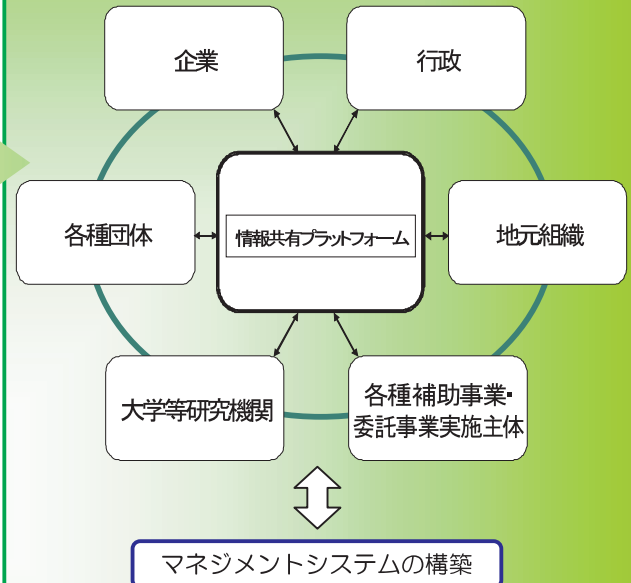 企業
行政
各種団体
情報共有プラットフォーム
地元組織
大学等研究機関
各種補助事業・
委託事業実施主体
マネジメントシステムの構築